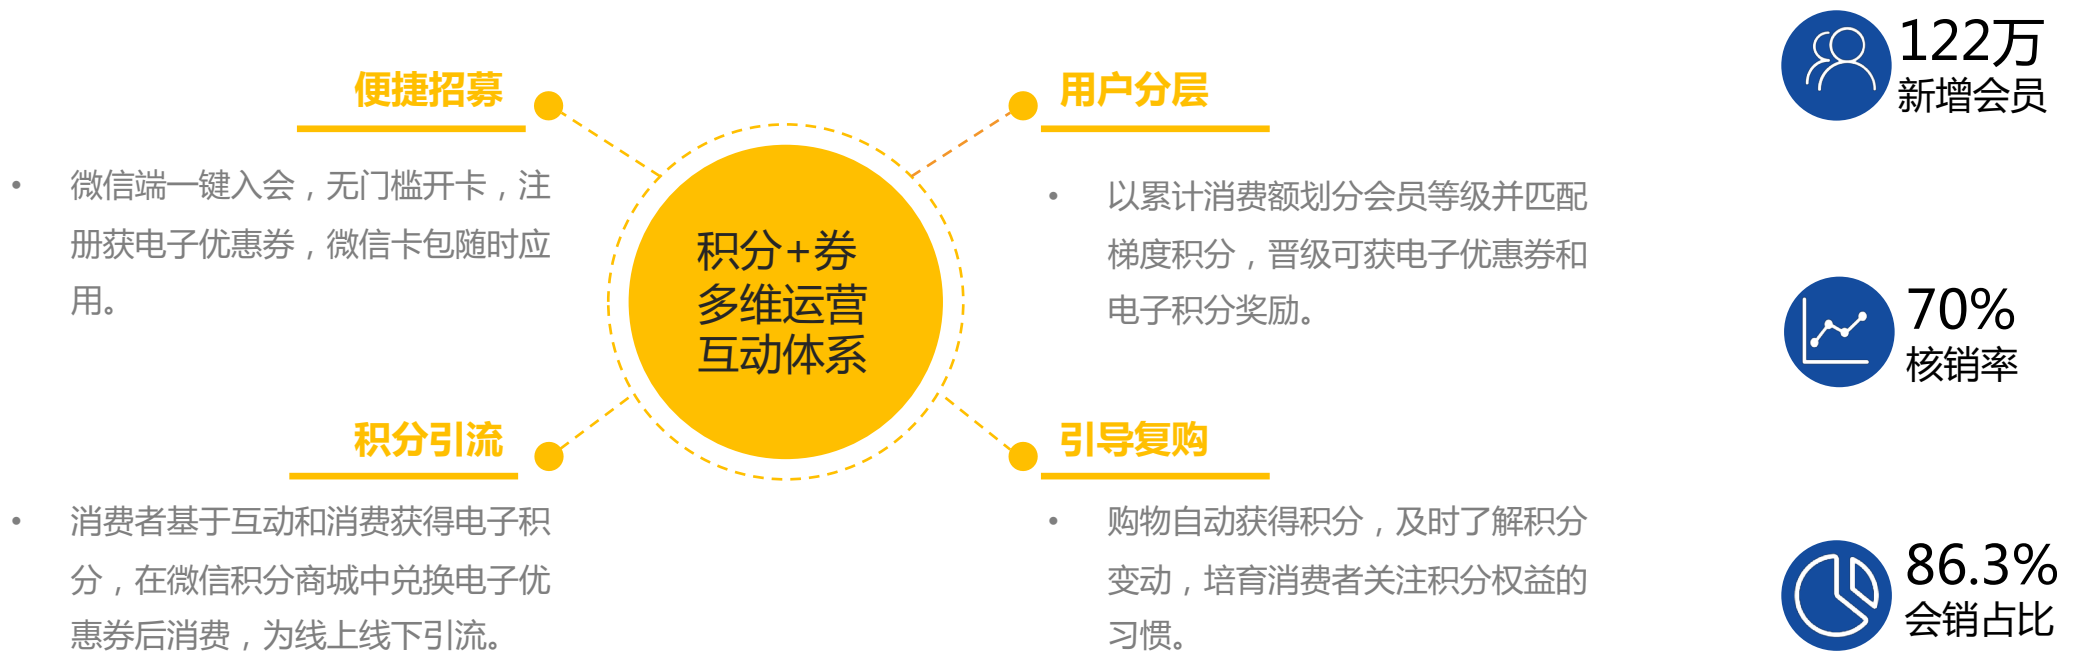 便捷招募
• 微信端一键入会，无门槛开卡，注
册获电子优惠券，微信卡包随时应
用。
用户分层
• 以累计消费额划分会员等级并匹配
梯度积分，晋级可获电子优惠券和
电子积分奖励。
积分+券
多维运营
互动体系
积分引流
• 消费者基于互动和消费获得电子积
分，在微信积分商城中兑换电子优
惠券后消费，为线上线下引流。
引导复购
• 购物自动获得积分，及时了解积分
变动，培育消费者关注积分权益的
习惯。
122万
新增会员
70%
核销率
86.3%
会销占比